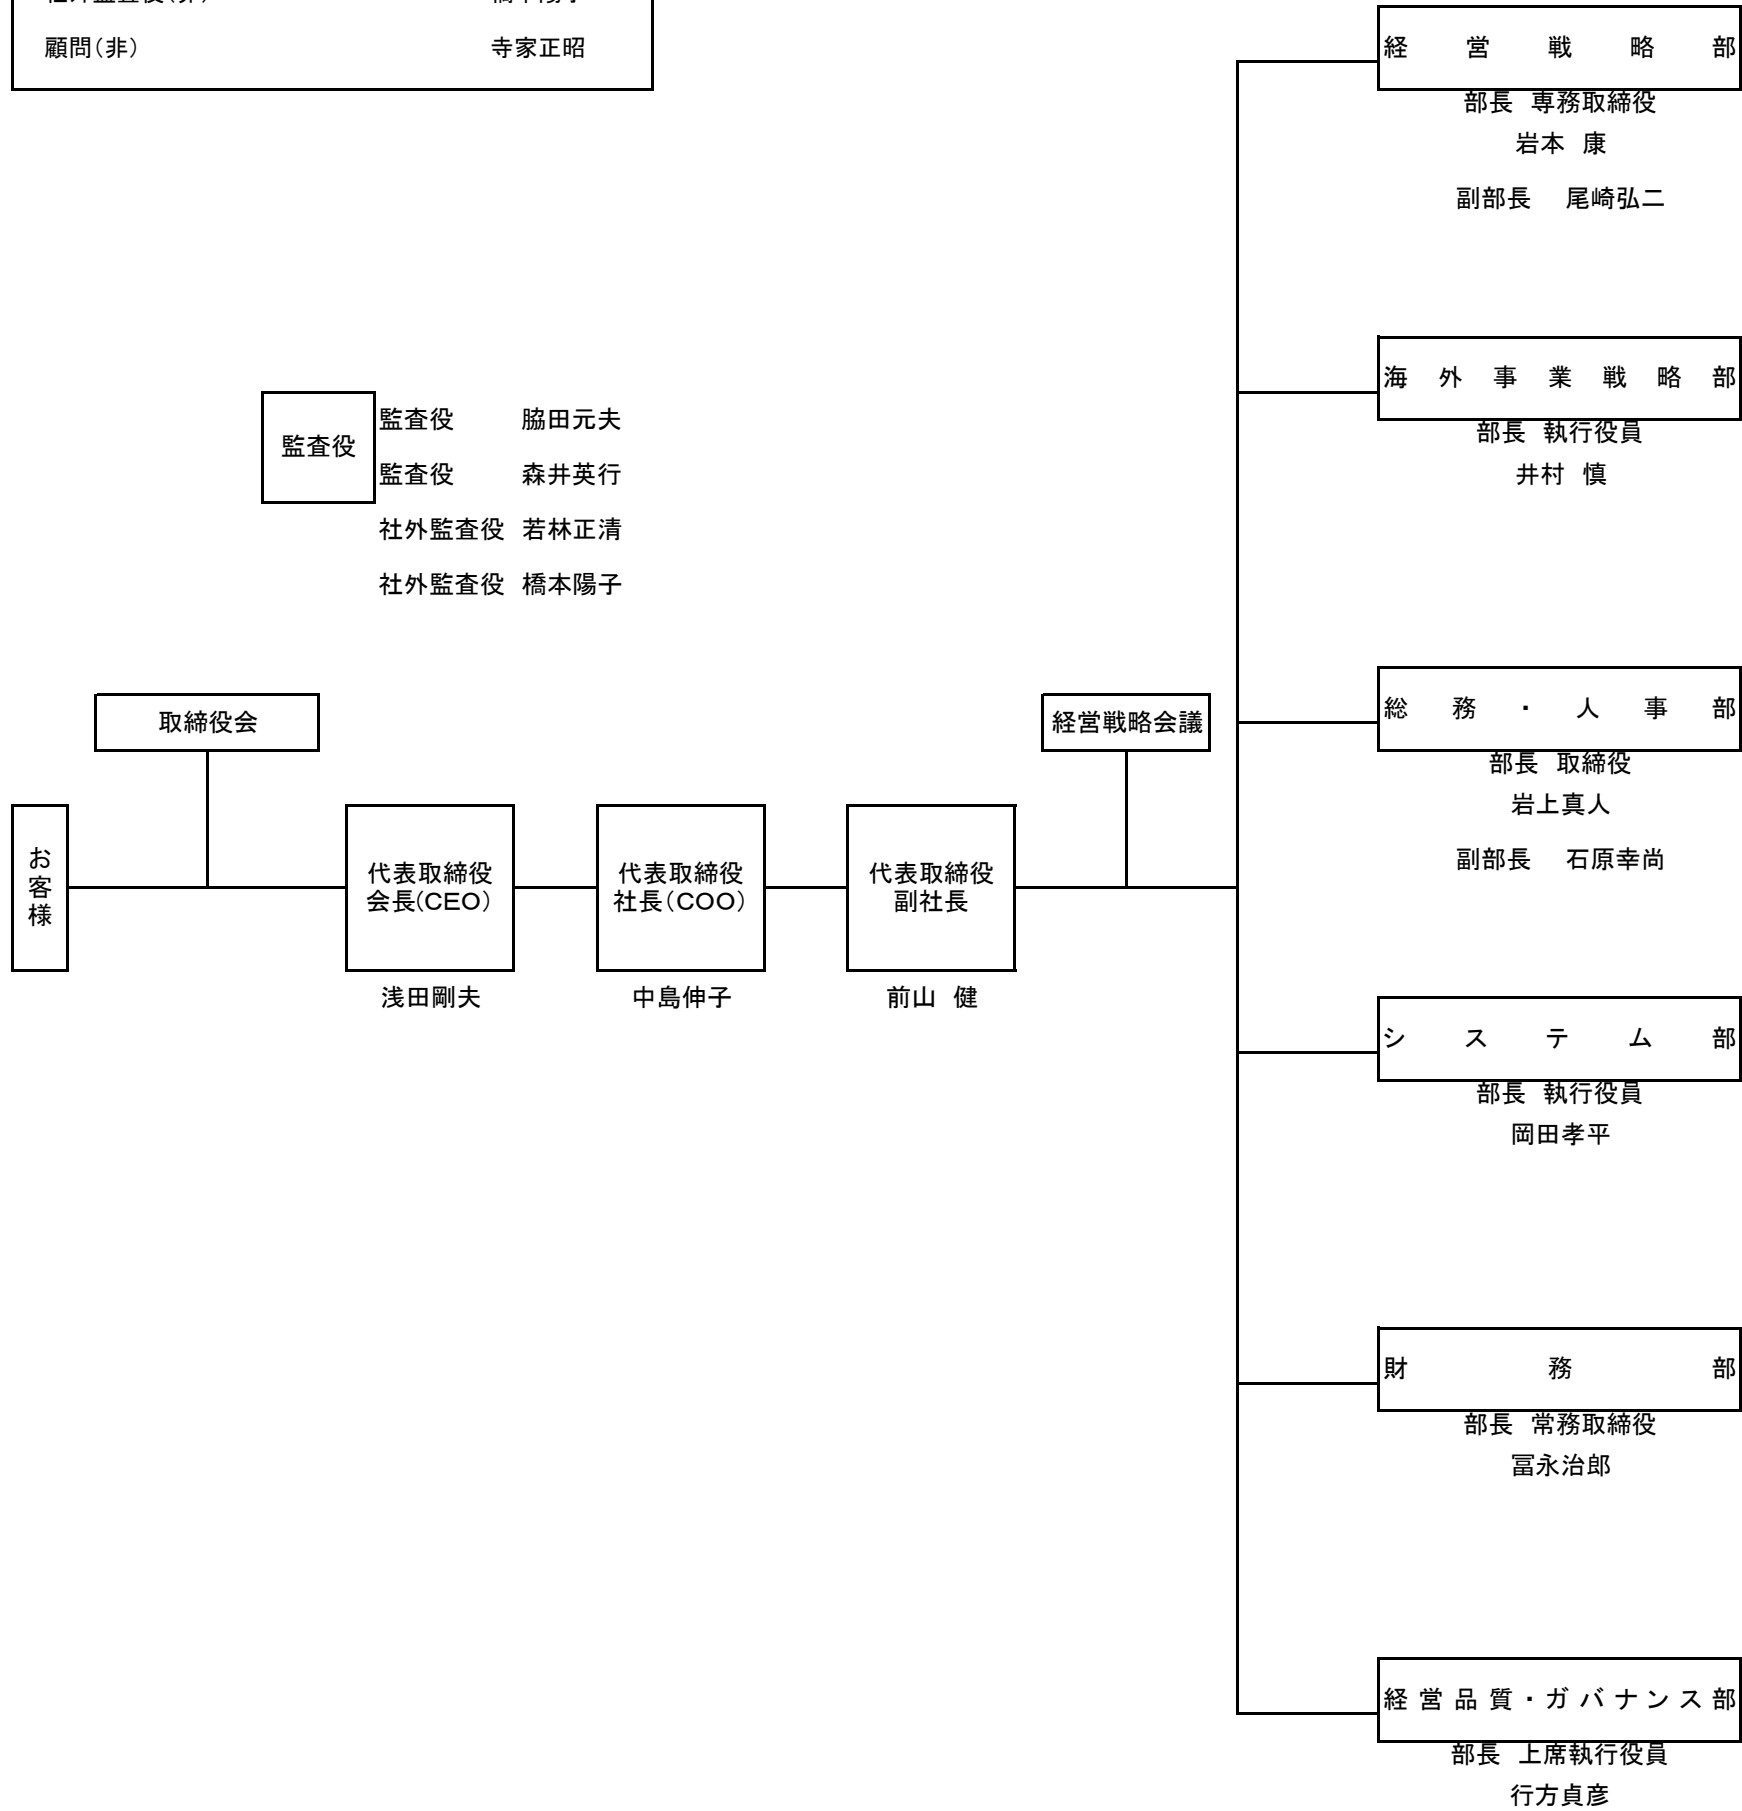 顧問(非) 寺家正昭
経営戦略部
部長 専務取締役
岩本 康
副部長 尾崎弘二
海外事業戦略部
部長 執行役員
井村 慎
監査役
監査役 脇田元夫
監査役 森井英行
社外監査役 若林正清
社外監査役 橋本陽子
取締役会
経営戦略会議
総務・人事部
部長 取締役
岩上真人
副部長 石原幸尚
お客様
代表取締役
会長(CEO)
浅田剛夫
代表取締役
社長(COO)
中島伸子
代表取締役
副社長
前山 健
システム部
部長 執行役員
岡田孝平
財務部
部長 常務取締役
冨永治郎
経営品質・ガバナンス部
部長 上席執行役員
行方貞彦